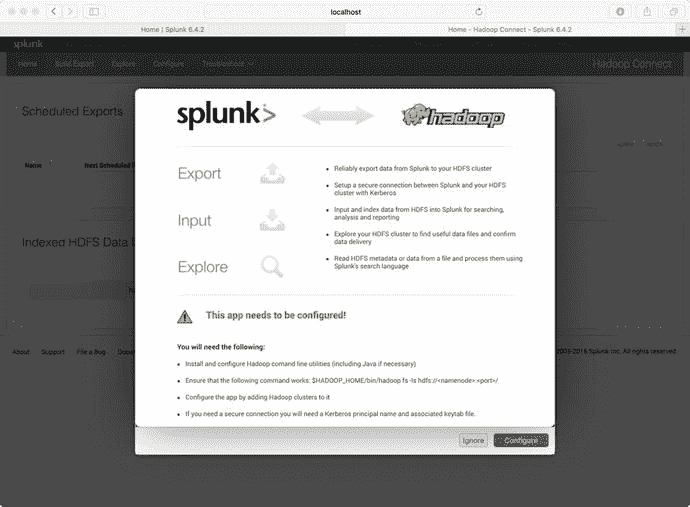 localhost
Home | Splunk 6.4.2
Home - Hadoop Connect - Splunk 6.4.2
splunk
Home Build Export Explore Configure Troubleshoot
Hadoop Connect
Scheduled Exports
Name Next Scheduled
Indexed HDFS Data
splunk>
hadoop
Export
Input
Explore
• Reliably export data from Splunk to your HDFS
cluster
• Setup a secure connection between Splunk and your HDFS
cluster with Kerberos
• Input and index data from HDFS into Splunk for searching,
analysis and reporting
• Explore your HDFS cluster to find useful data files and confirm
data delivery
• Read HDFS metadata or data from a file and process them using
Splunk's search language
This app needs to be configured!
You will need the following:
• Install and configure Hadoop comand line utilities (including Java if necessary)
• Ensure that the following command works: $HADOOP_HOME/bin/hadoop fs -ls hdfs://<namenode>:<port>/
• Configure the app by adding Hadoop clusters to it
• If you need a secure connection you will need a Kerberos principal name and associated keytab file.
About Support File a Bug
2005-2016 Splunk Inc. All rights reserved.
Ignore Configure